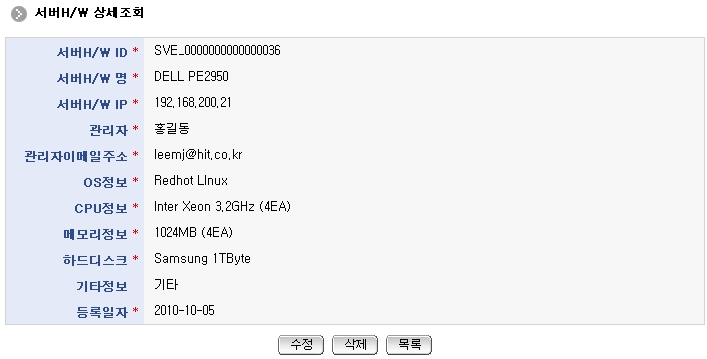 서버H/W 상세조회
서버H/W ID * SVE_0000000000000036
서버H/W 명 * DELL PE2950
서버H/W IP * 192.168.200.21
관리자 * 홍길동
관리자이메일주소 * leemj@hit.co.kr
OS정보 * Redhot LInux
CPU정보 * Inter Xeon 3.2GHz (4EA)
메모리정보 * 1024MB (4EA)
하드디스크 * Samsung 1TByte
기타정보 기타
등록일자 * 2010-10-05
수정 삭제 목록